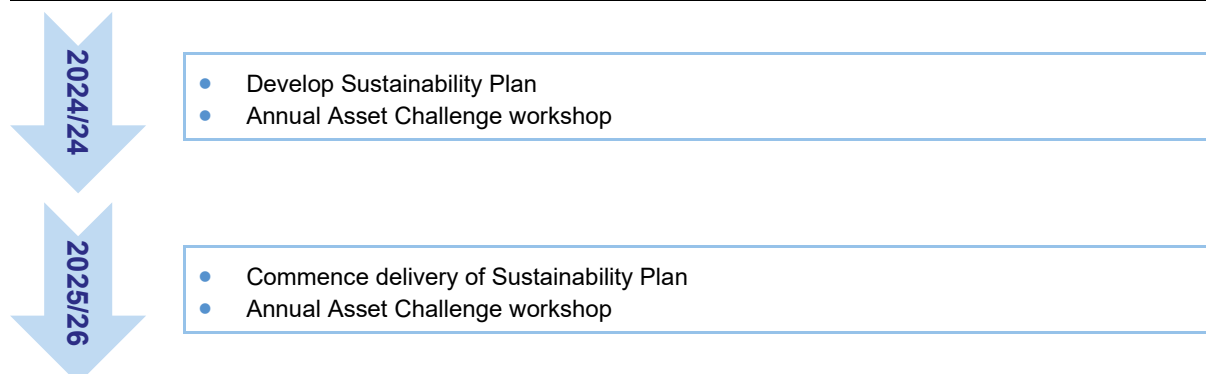 2024/24
● Develop Sustainability Plan
● Annual Asset Challenge workshop
2025/26
● Commence delivery of Sustainability Plan
● Annual Asset Challenge workshop